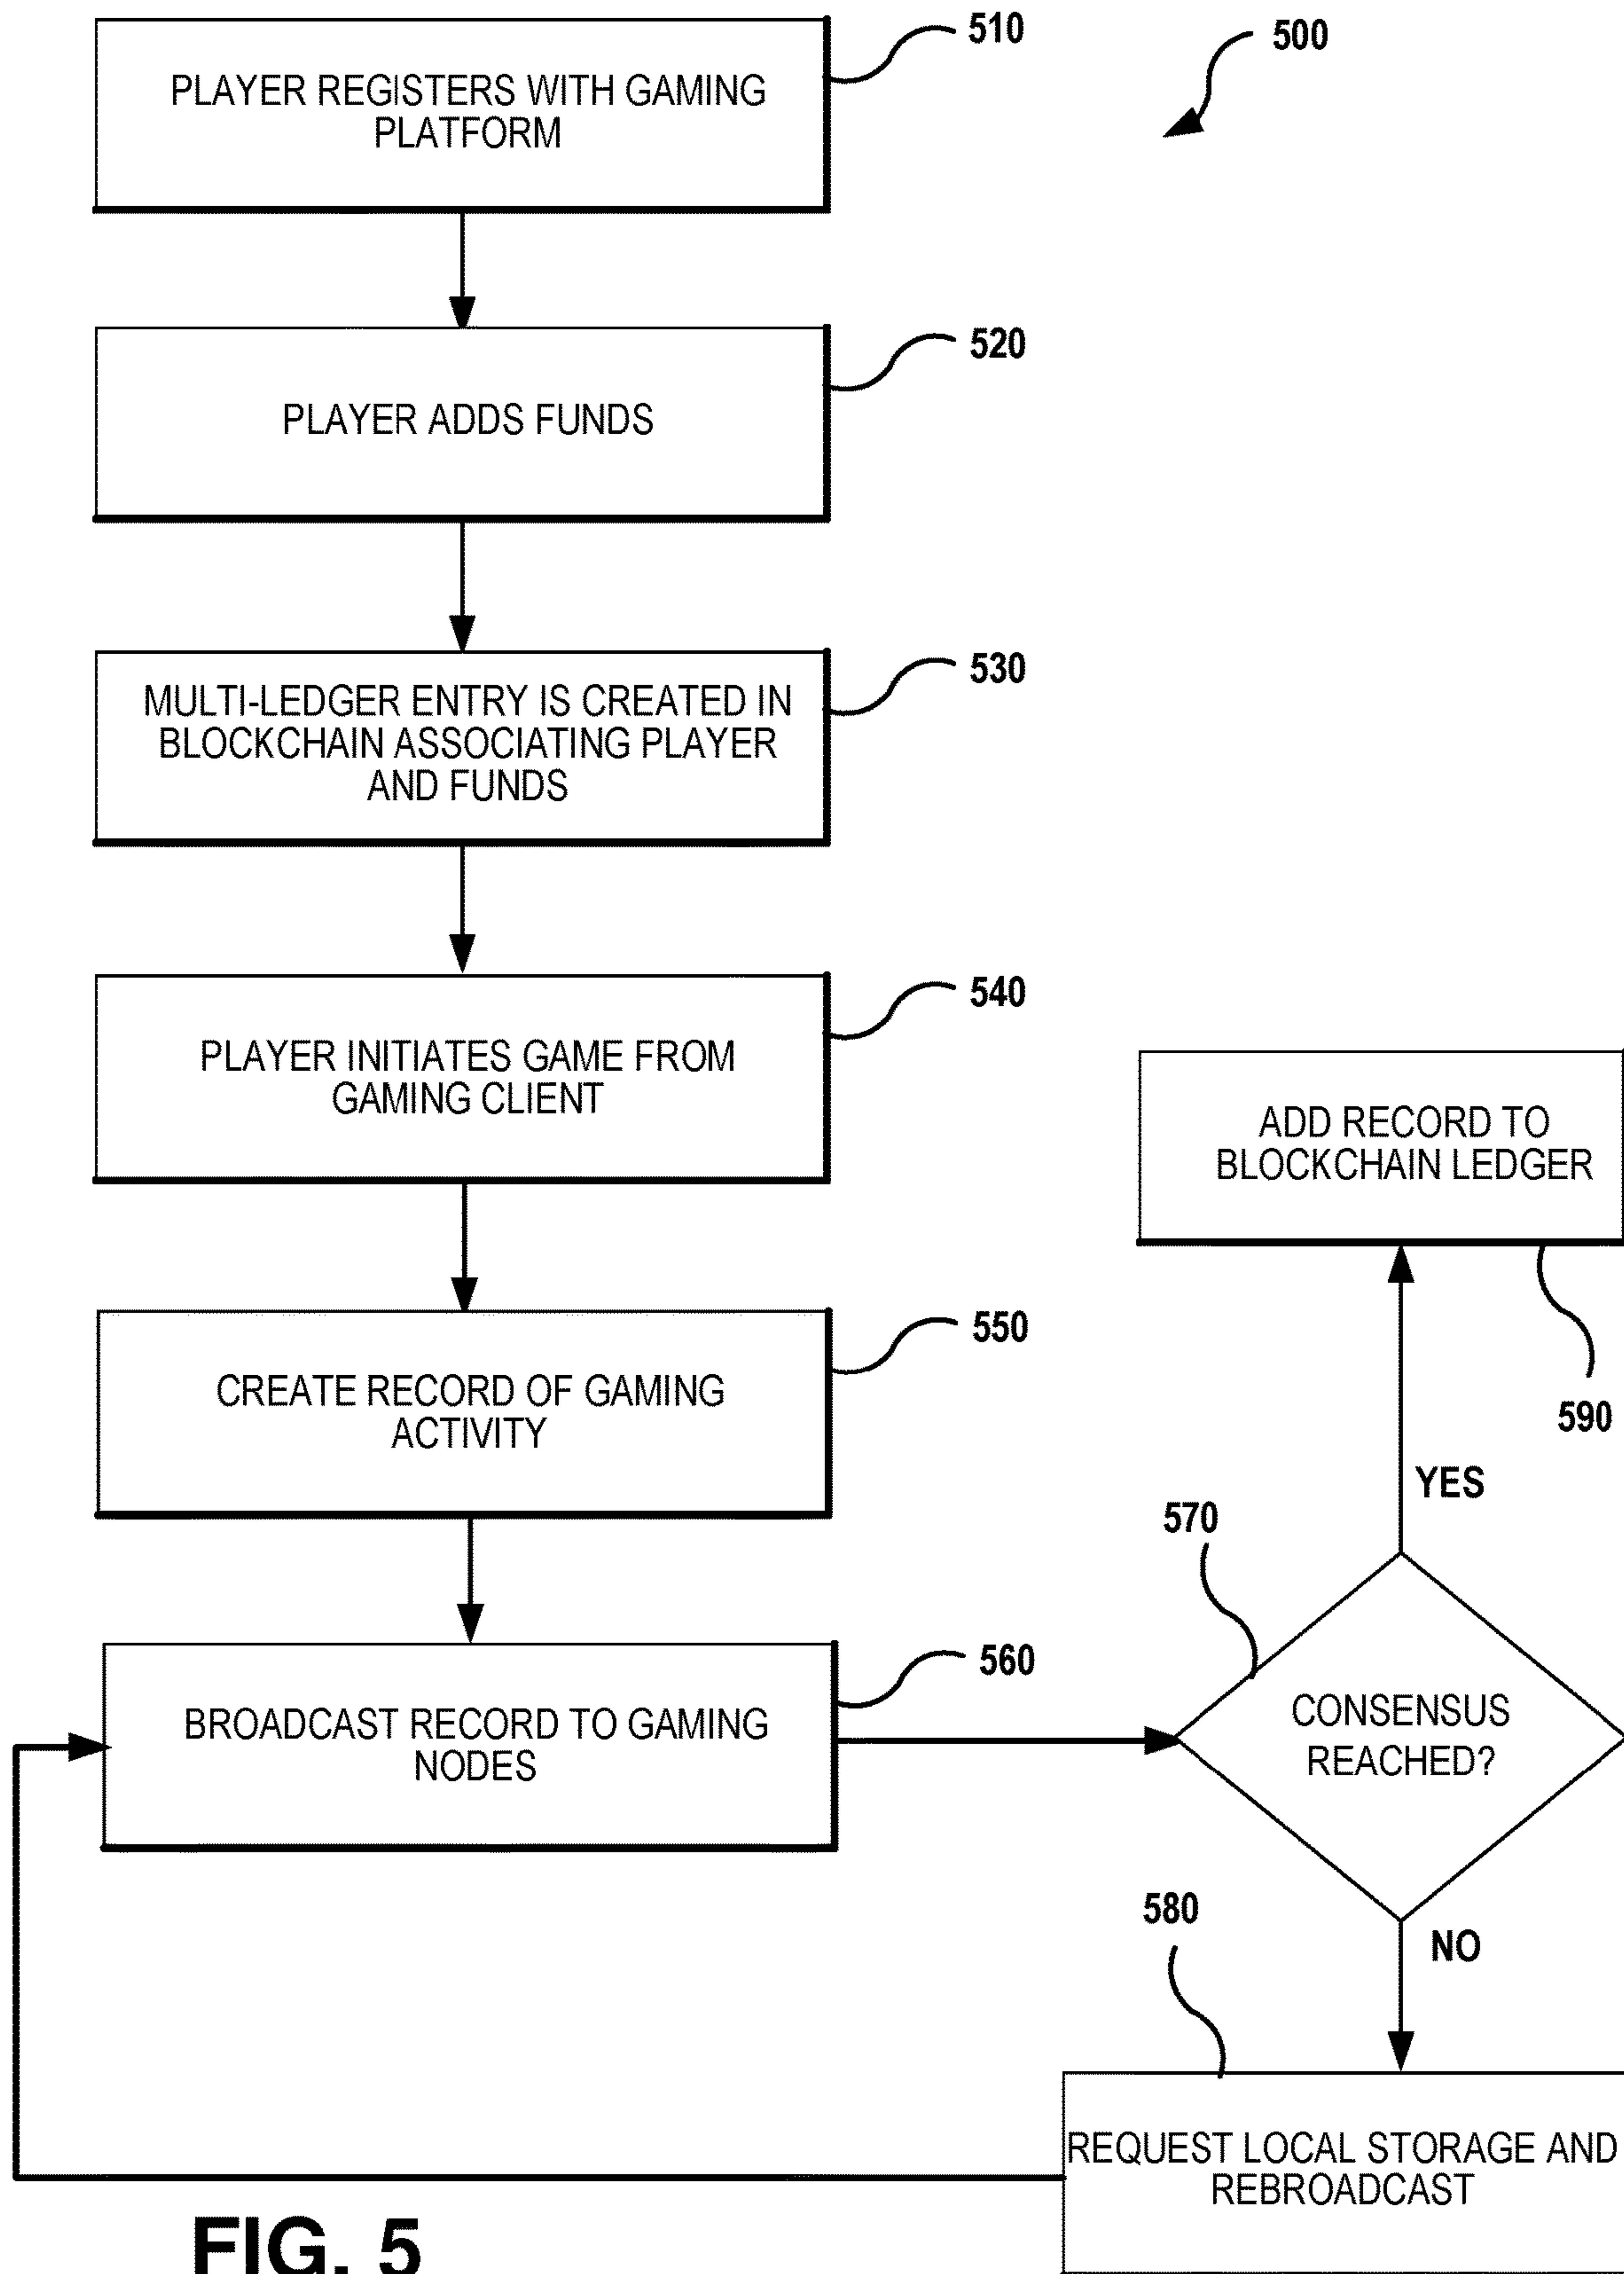 510
500
PLAYER REGISTERS WITH GAMING
PLATFORM
520
PLAYER ADDS FUNDS
530
MULTI-LEDGER ENTRY IS CREATED IN
BLOCKCHAIN ASSOCIATING PLAYER
AND FUNDS
540
PLAYER INITIATES GAME FROM
GAMING CLIENT
ADD RECORD TO
BLOCKCHAIN LEDGER
550
CREATE RECORD OF GAMING
ACTIVITY
590
YES
570
560
BROADCAST RECORD TO GAMING
NODES
CONSENSUS
REACHED?
580
NO
REQUEST LOCAL STORAGE AND
REBROADCAST
FIG. 5